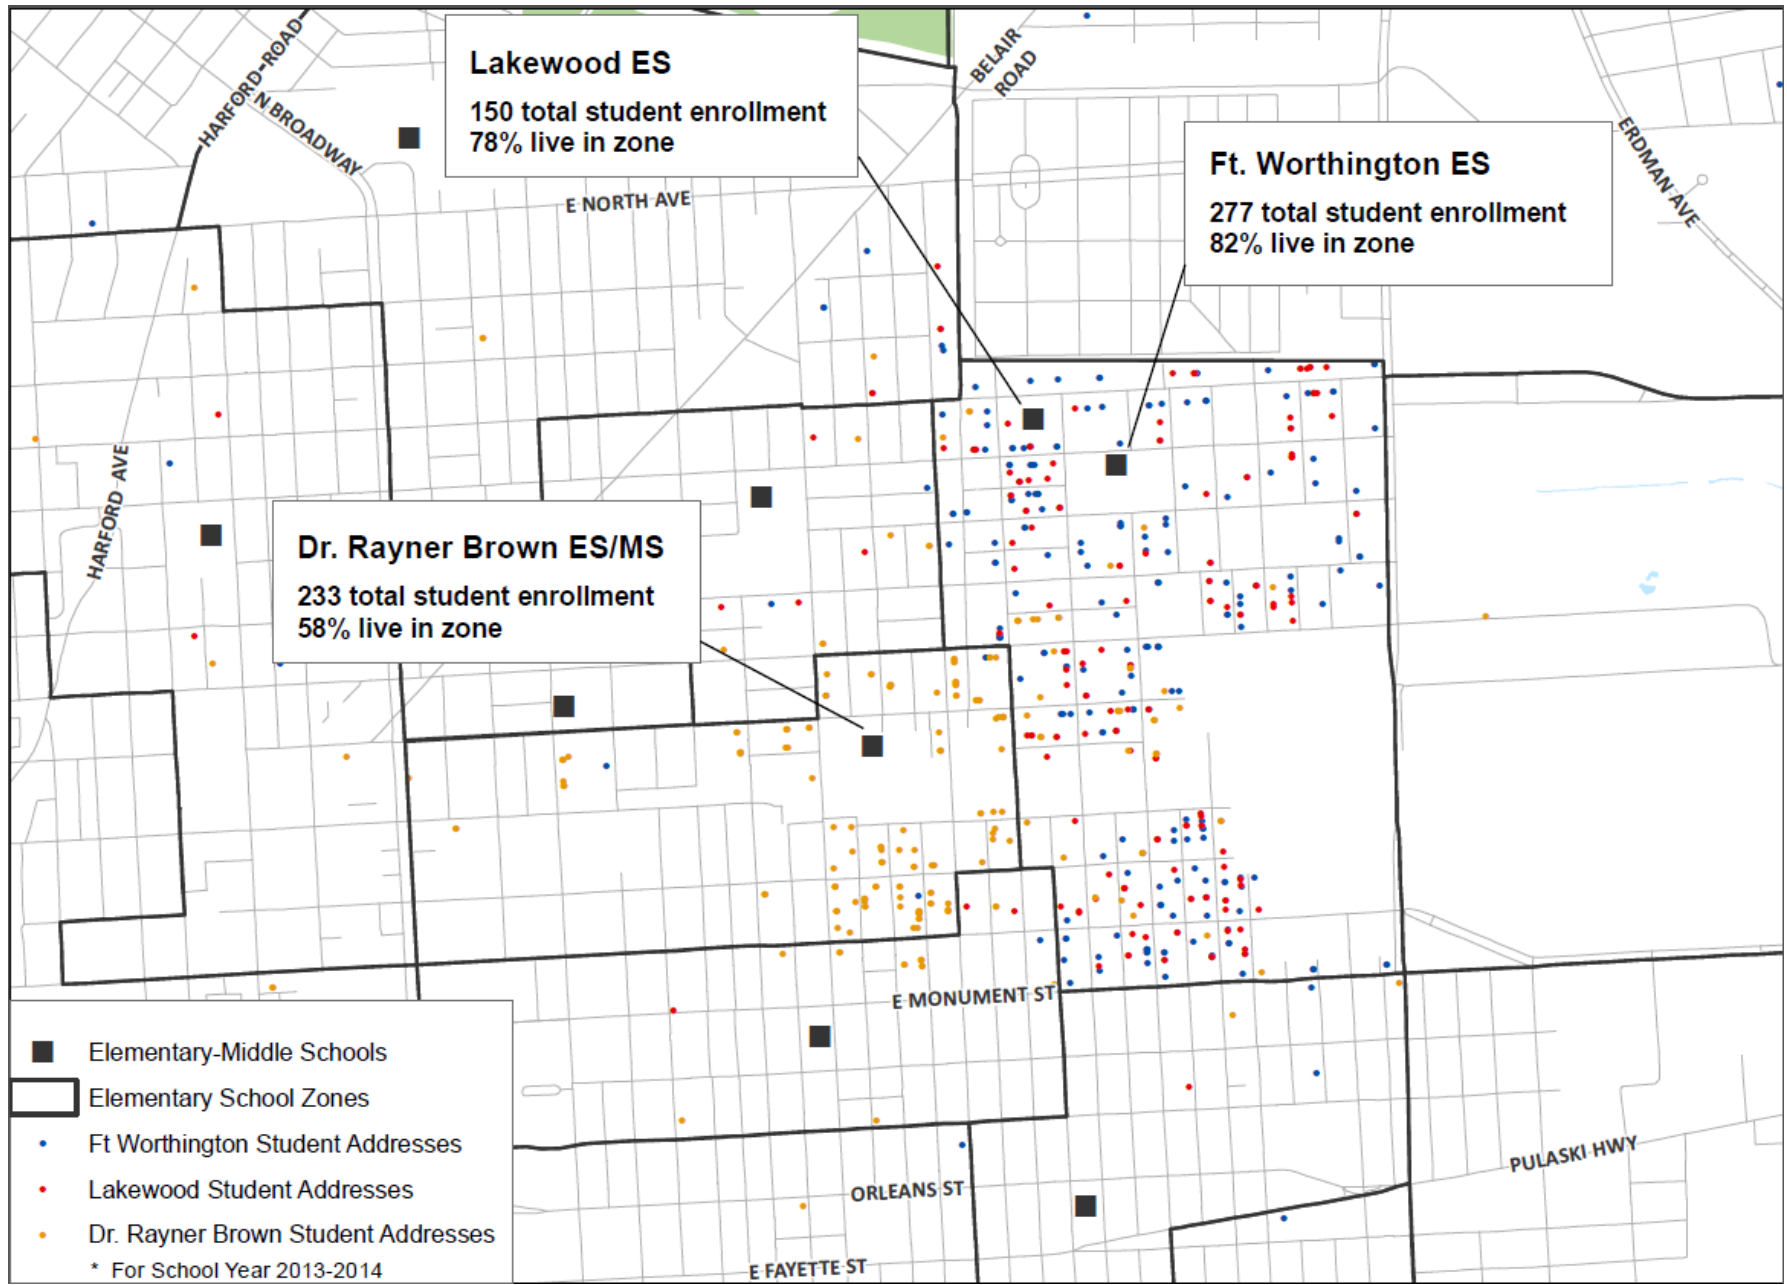 HARFORD ROAD
N BROADWAY
Lakewood ES
150 total student enrollment
78% live in zone
BELAIR
ROAD
Ft. Worthington ES
277 total student enrollment
82% live in zone
ERDMAN AVE
E NORTH AVE
HARFORD AVE
Dr. Rayner Brown ES/MS
233 total student enrollment
58% live in zone
E MONUMENT ST
ORLEANS ST
PULASKI HWY
E FAYETTE ST
Elementary-Middle Schools
Elementary School Zones
Ft Worthington Student Addresses
Lakewood Student Addresses
Dr. Rayner Brown Student Addresses
* For School Year 2013-2014